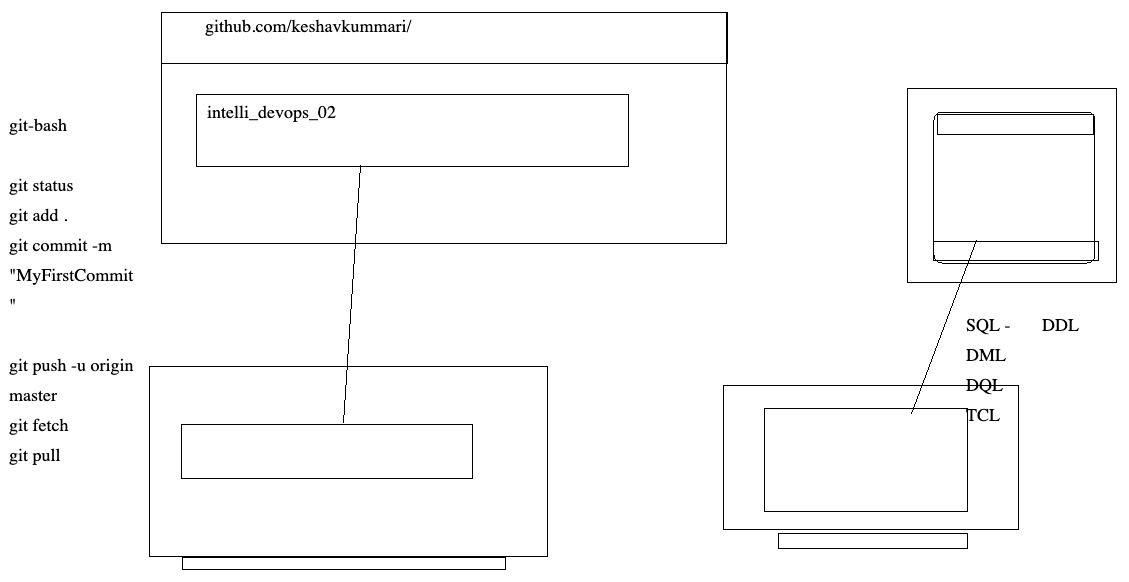 github.com/keshavkummari/
intelli_devops_02
git-bash
git status
git add .
git commit -m
"MyFirstCommit
"
git push -u origin
master
git fetch
git pull
SQL - DDL
DML
DQL
TCL